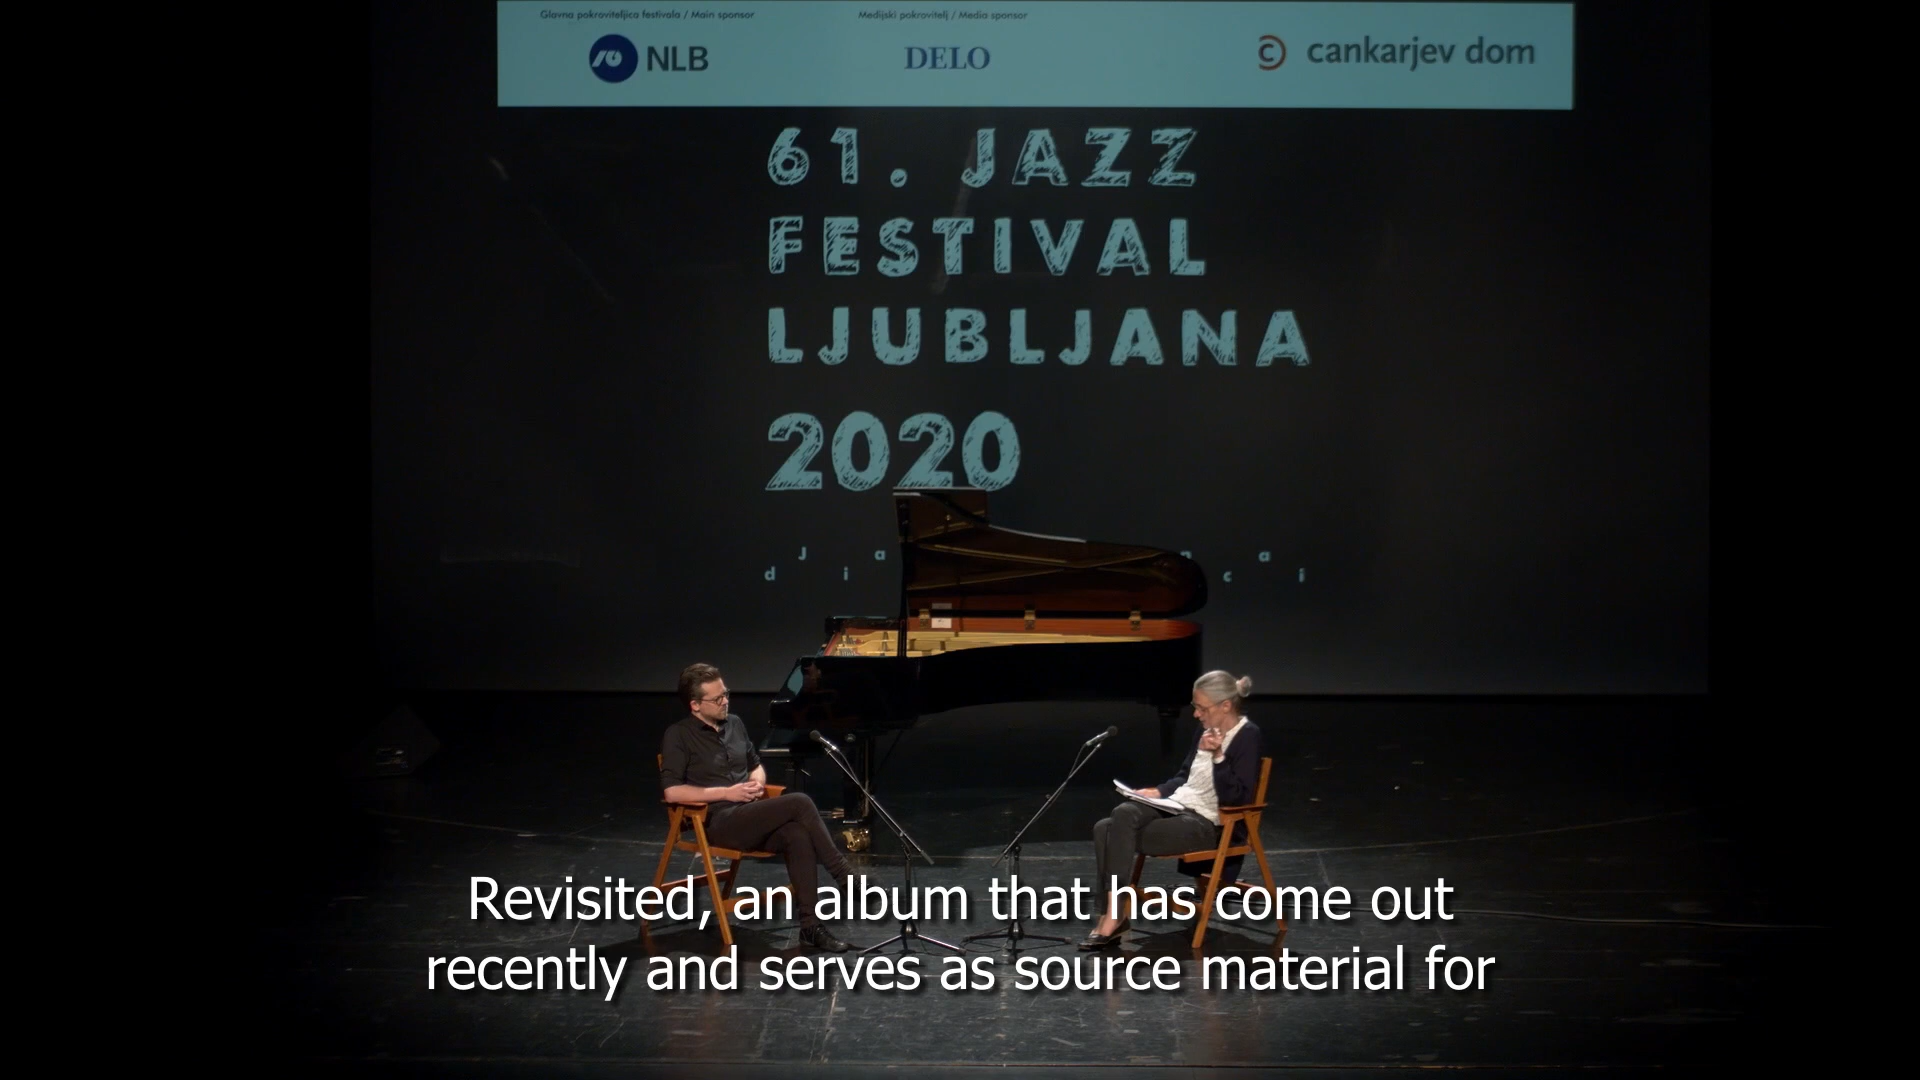 Glavna pokroviteljica festivala / Main sponsor
Medijski pokrovitelj / Media sponsor
NLB
DELO
cankarjev dom
61. JAZZ
FESTIVAL
LJUBLJANA
2020
Revisited, an album that has come out
recently and serves as source material for